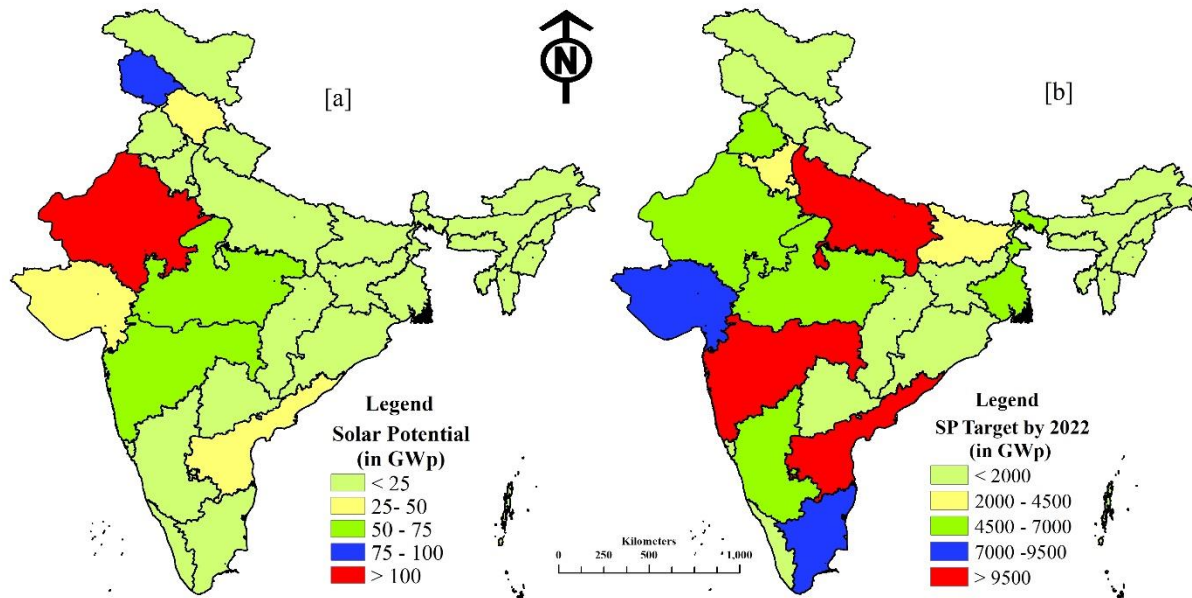 [a]
N
[b]
Legend
Solar Potential
(in GWp)
< 25
25- 50
50 - 75
75 - 100
> 100
Kilometers
0 250 500 1,000
Legend
SP Target by 2022
(in GWp)
< 2000
2000 - 4500
4500 - 7000
7000 -9500
> 9500